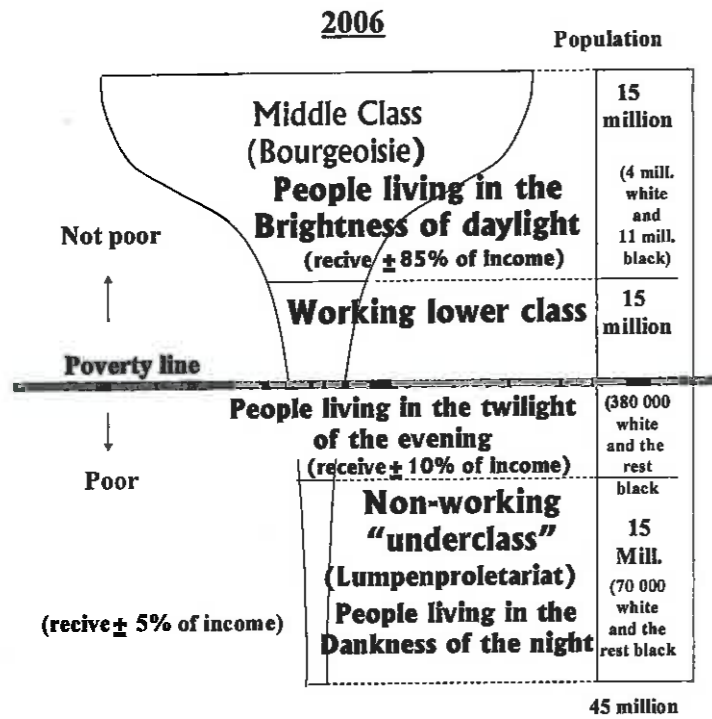 2006
Population
Middle Class
(Bourgeoisie)
People living in the
Brightness of daylight
(recive ± 85% of income)
15
million
(4 mill.
white
and
11 mill.
black)
Not poor
Working lower class
15
million
Poverty line
People living in the twilight
of the evening
(receive ± 10% of income)
(380 000
white
and the
rest
black
Poor
Non-working
"underclass"
(Lumpenproletariat)
People living in the
Dankness of the night
15
Mill.
(70 000
white
and the
rest black
(recive ± 5% of income)
45 million